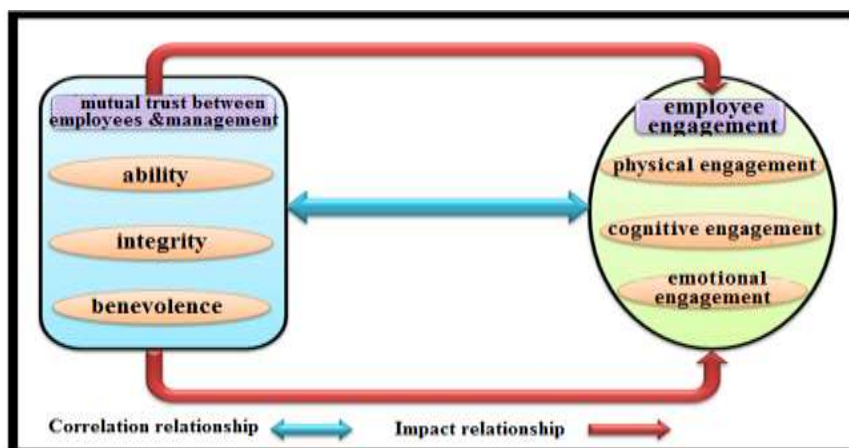 mutual trust between
employees &management
ability
integrity
benevolence
employee
engagement
physical engagement
cognitive engagement
emotional
engagement
Correlation relationship
Impact relationship